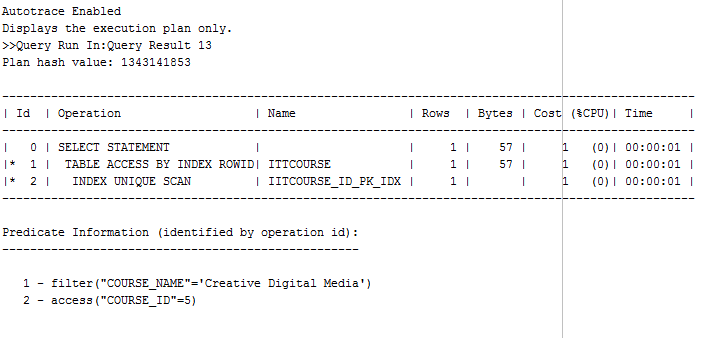 Autotrace Enabled
Displays the execution plan only.
>>Query Run In:Query Result 13
Plan hash value: 1343141853
--------------------------------------------------------------------------------------------------
| Id  | Operation                   | Name                | Rows  | Bytes | Cost (%CPU)| Time     |
--------------------------------------------------------------------------------------------------
|   0 | SELECT STATEMENT            |                     |     1 |    57 |     1   (0)| 00:00:01 |
|*  1 |  TABLE ACCESS BY INDEX ROWID| ITTCOURSE           |     1 |    57 |     1   (0)| 00:00:01 |
|*  2 |   INDEX UNIQUE SCAN         | IITCOURSE_ID_PK_IDX |     1 |       |     1   (0)| 00:00:01 |
--------------------------------------------------------------------------------------------------
Predicate Information (identified by operation id):
---------------------------------------------------
1 - filter("COURSE_NAME"='Creative Digital Media')
2 - access("COURSE_ID"=5)